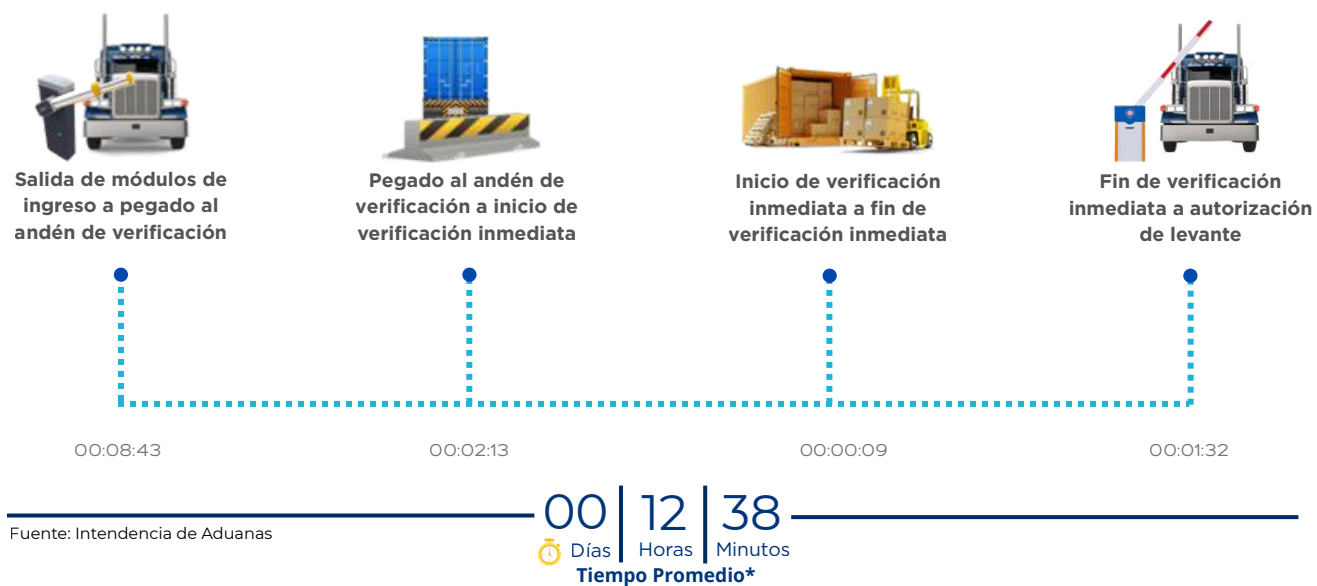 Salida de módulos de
ingreso a pegado al
andén de verificación
Pegado al andén de
verificación a inicio de
verificación inmediata
Inicio de verificación
inmediata a fin de
verificación inmediata
Fin de verificación
inmediata a autorización
de levante
00:08:43
00:02:13
00:00:09
00:01:32
Fuente: Intendencia de Aduanas
00 12 38
Días Horas Minutos
Tiempo Promedio*